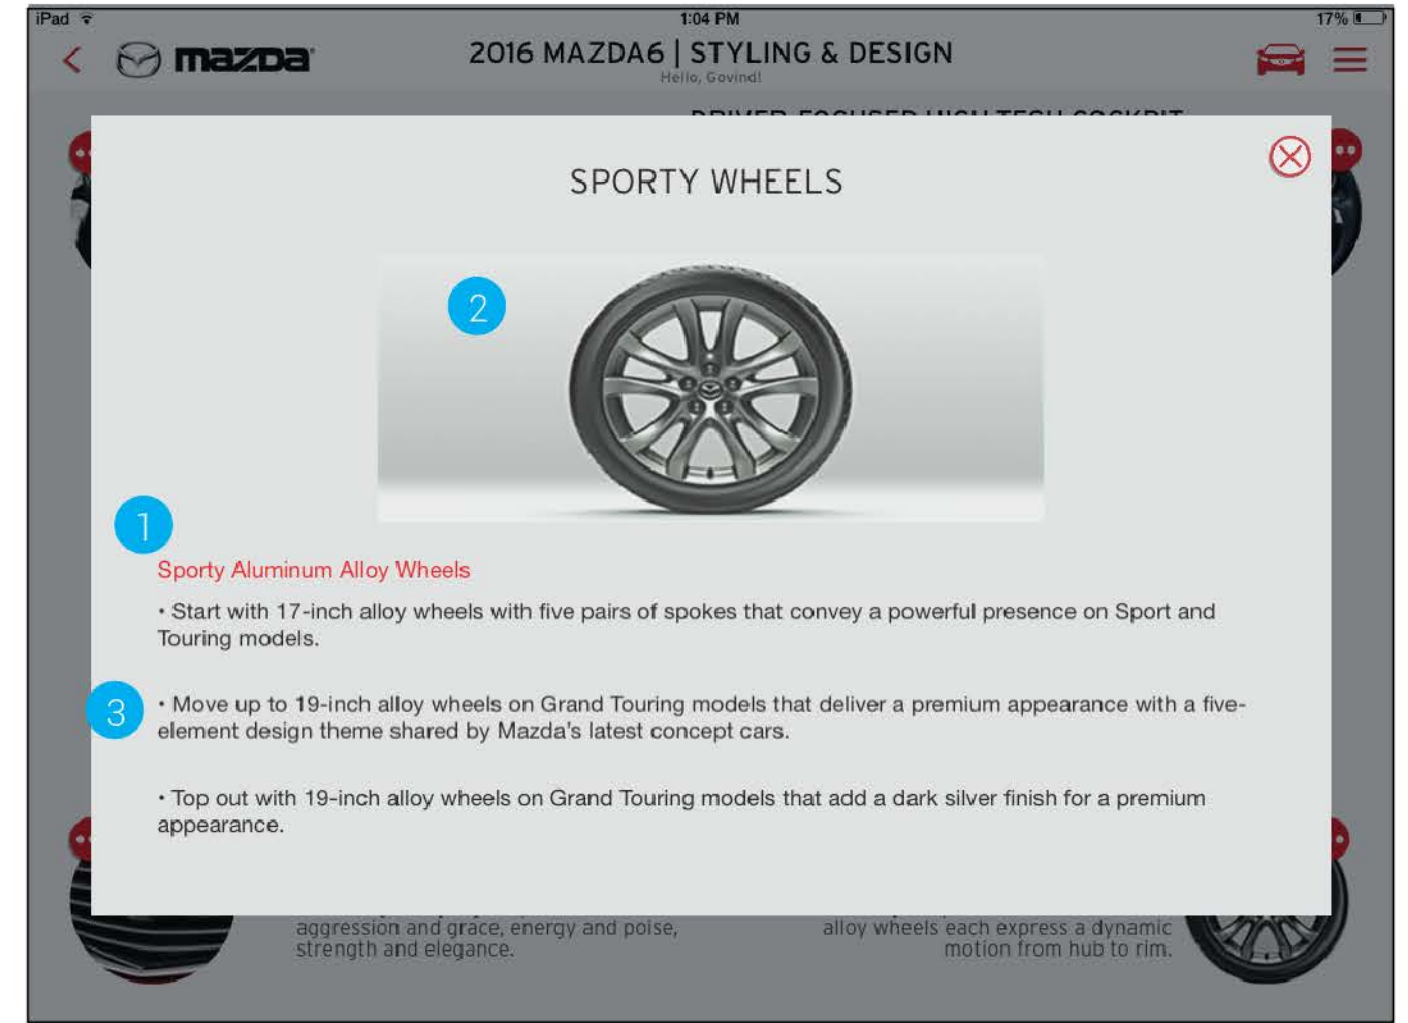 iPad 1:04 PM 17%
mazda
2016 MAZDA6 | STYLING & DESIGN
Hello, Govind!
DRIVER-FOCUSED HIGH-TECH COCKPIT
SPORTY WHEELS
2
1
Sporty Aluminum Alloy Wheels
• Start with 17-inch alloy wheels with five pairs of spokes that convey a powerful presence on Sport and
Touring models.
3
• Move up to 19-inch alloy wheels on Grand Touring models that deliver a premium appearance with a five-
element design theme shared by Mazda's latest concept cars.
• Top out with 19-inch alloy wheels on Grand Touring models that add a dark silver finish for a premium
appearance.
aggression and grace, energy and poise,
strength and elegance.
alloy wheels each express a dynamic
motion from hub to rim.